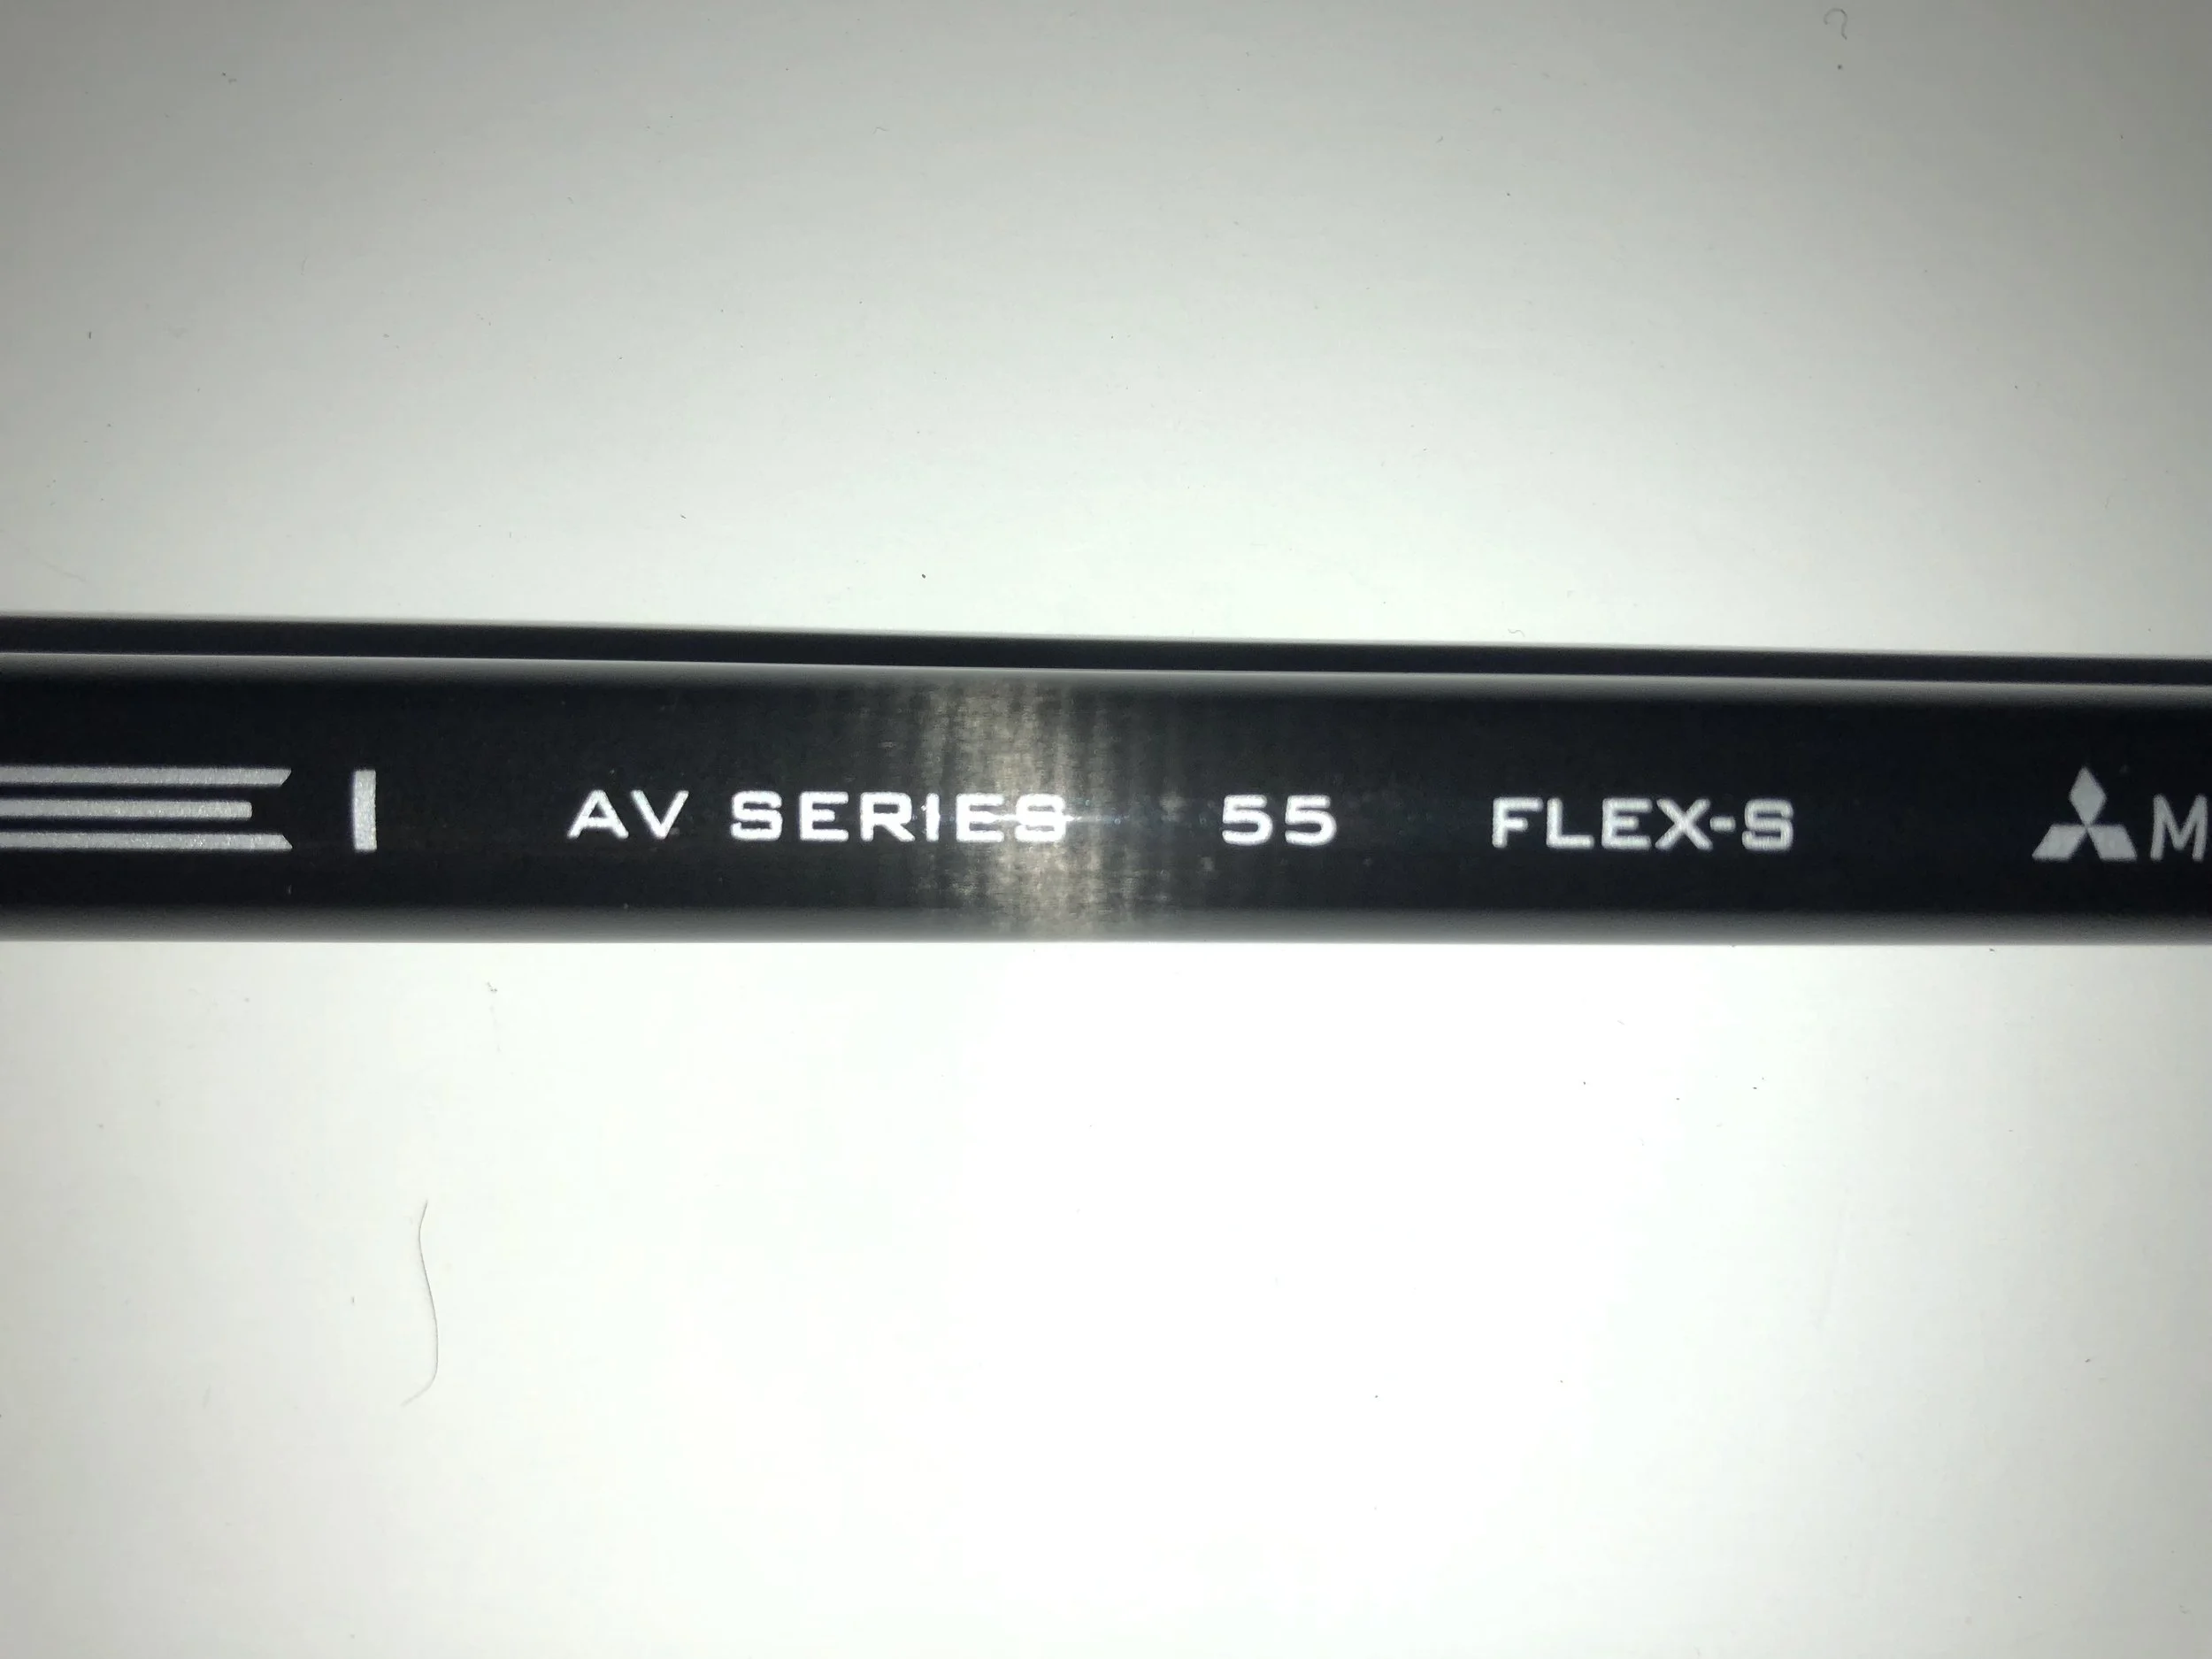 AV SERIES 55 FLEX-S M